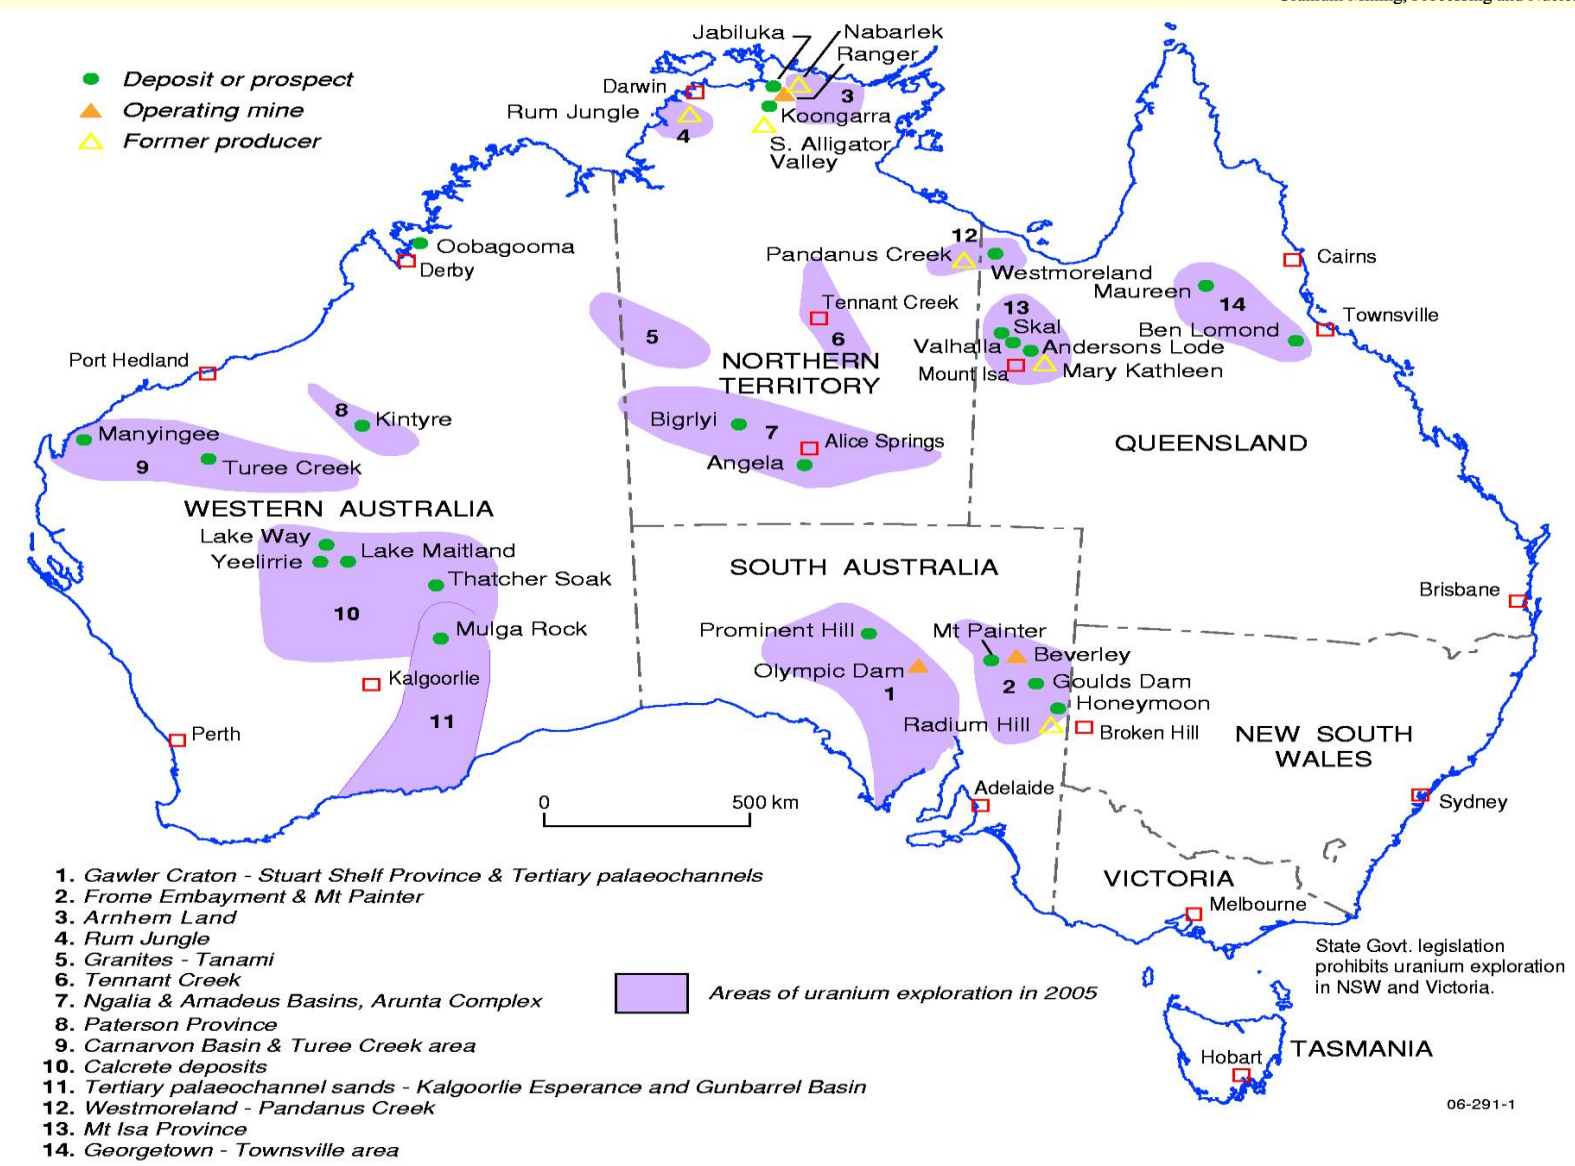 Jabiluka
Nabarlek
Ranger
Deposit or prospect
Operating mine
Former producer
Darwin
Rum Jungle
3
4
Koongarra
S. Alligator
Valley
Oobagooma
Derby
12
Pandanus Creek
Westmoreland
Cairns
Maureen
14
Tennant Creek
13
Townsville
5
6
Skal
Ben Lomond
Valhalla
Andersons Lode
NORTHERN
TERRITORY
Mount Isa
Mary Kathleen
Port Hedland
8
Kintyre
Bigrlyi
7
Alice Springs
Angela
QUEENSLAND
Manyingee
9
Turee Creek
WESTERN AUSTRALIA
Lake Way
Lake Maitland
Yeelirrie
Thatcher Soak
10
SOUTH AUSTRALIA
Brisbane
Mulga Rock
Prominent Hill
Mt Painter
Beverley
Olympic Dam
1
2
Goulds Dam
Honeymoon
Kalgoorlie
11
Radium Hill
Broken Hill
NEW SOUTH
WALES
Perth
0
500 km
Adelaide
Sydney
VICTORIA
Melbourne
1. Gawler Craton - Stuart Shelf Province & Tertiary palaeochannels
2. Frome Embayment & Mt Painter
3. Arnhem Land
4. Rum Jungle
5. Granites - Tanami
6. Tennant Creek
7. Ngalia & Amadeus Basins, Arunta Complex
8. Paterson Province
9. Carnarvon Basin & Turee Creek area
10. Calcrete deposits
11. Tertiary palaeochannel sands - Kalgoorlie Esperance and Gunbarrel Basin
12. Westmoreland - Pandanus Creek
13. Mt Isa Province
14. Georgetown - Townsville area
Areas of uranium exploration in 2005
State Govt. legislation
prohibits uranium exploration
in NSW and Victoria.
Hobart
TASMANIA
06-291-1